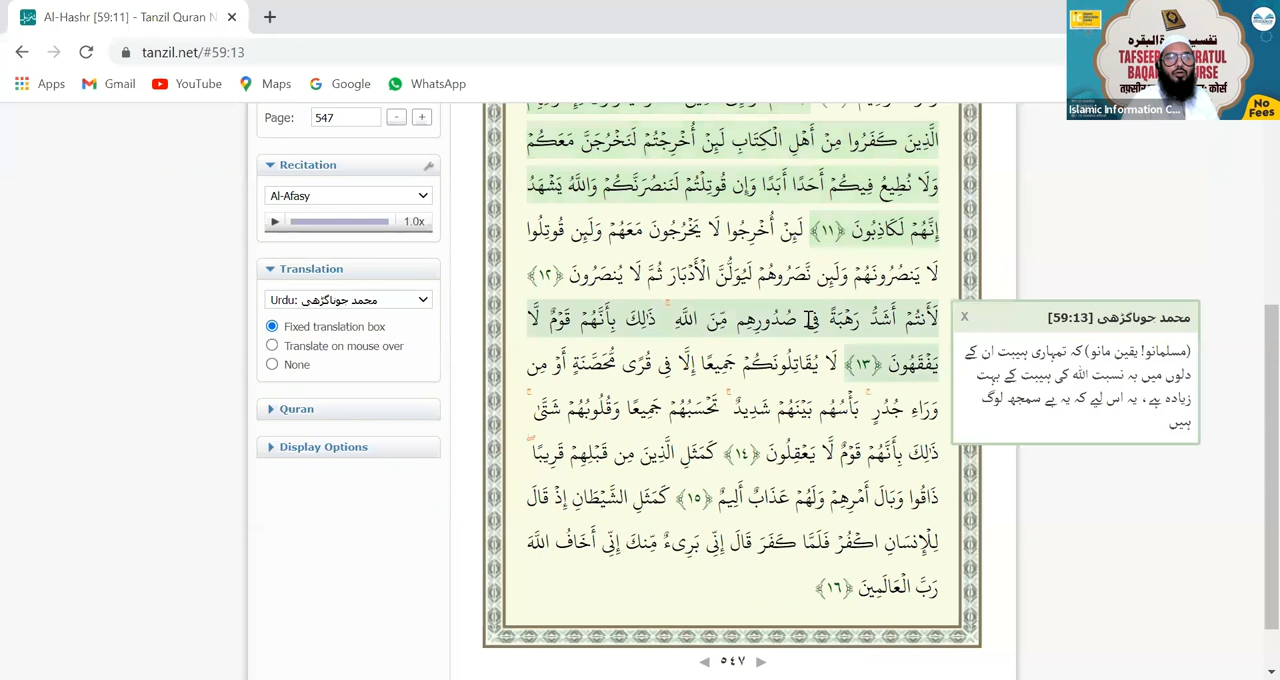 Al-Hashr [59:11] - Tanzil Quran N
tanzil.net/#59:13
Apps Gmail YouTube Maps Google WhatsApp
تفسير
البقره
TAFSEER
BAQARAH
COURSE
कोर्स
No
Fees
Islamic Information C...
Page: 547 - +
Recitation
Al-Afasy
1.0x
Translation
Urdu: محمد جوناگڑھی
Fixed translation box
Translate on mouse over
None
Quran
Display Options
الَّذِينَ كَفَرُوا مِنْ أَهْلِ الْكِتَابِ لَئِنْ أُخْرِجْتُمْ لَنَخْرُجَنَّ مَعَكُمْ
وَلَا نُطِيعُ فِيكُمْ أَحَدًا أَبَدًا وَإِن قُوتِلْتُمْ لَنَنصُرَنَّكُمْ وَاللَّهُ يَشْهَدُ
إِنَّهُمْ لَكَاذِبُونَ ﴿١١﴾ لَئِنْ أُخْرِجُوا لَا يَخْرُجُونَ مَعَهُمْ وَلَئِن قُوتِلُوا
لَا يَنصُرُونَهُمْ وَلَئِن نَّصَرُوهُمْ لَيُوَلُّنَّ الْأَدْبَارَ ثُمَّ لَا يُنصَرُونَ ﴿١٢﴾
لَأَنتُمْ أَشَدُّ رَهْبَةً فِي صُدُورِهِم مِّنَ اللَّهِ ۚ ذَٰلِكَ بِأَنَّهُمْ قَوْمٌ لَّا
يَفْقَهُونَ ﴿١٣﴾ لَا يُقَاتِلُونَكُمْ جَمِيعًا إِلَّا فِي قُرًى مُّحَصَّنَةٍ أَوْ مِن
وَرَاءِ جُدُرٍ ۚ بَأْسُهُم بَيْنَهُمْ شَدِيدٌ ۚ تَحْسَبُهُمْ جَمِيعًا وَقُلُوبُهُمْ شَتَّىٰ ۚ
ذَٰلِكَ بِأَنَّهُمْ قَوْمٌ لَّا يَعْقِلُونَ ﴿١٤﴾ كَمَثَلِ الَّذِينَ مِن قَبْلِهِمْ قَرِيبًا ۖ
ذَاقُوا وَبَالَ أَمْرِهِمْ وَلَهُمْ عَذَابٌ أَلِيمٌ ﴿١٥﴾ كَمَثَلِ الشَّيْطَانِ إِذْ قَالَ
لِلْإِنسَانِ اكْفُرْ فَلَمَّا كَفَرَ قَالَ إِنِّي بَرِيءٌ مِّنكَ إِنِّي أَخَافُ اللَّهَ
رَبَّ الْعَالَمِينَ ﴿١٦﴾
٥٤٧
محمد جوناگڑھی [59:13] X
(مسلمانو! یقین مانو) کہ تمہاری ہیبت ان کے
دلوں میں بہ نسبت اللہ کی ہیبت کے بہت
زیادہ ہے، یہ اس لیے کہ یہ بے سمجھ لوگ
ہیں